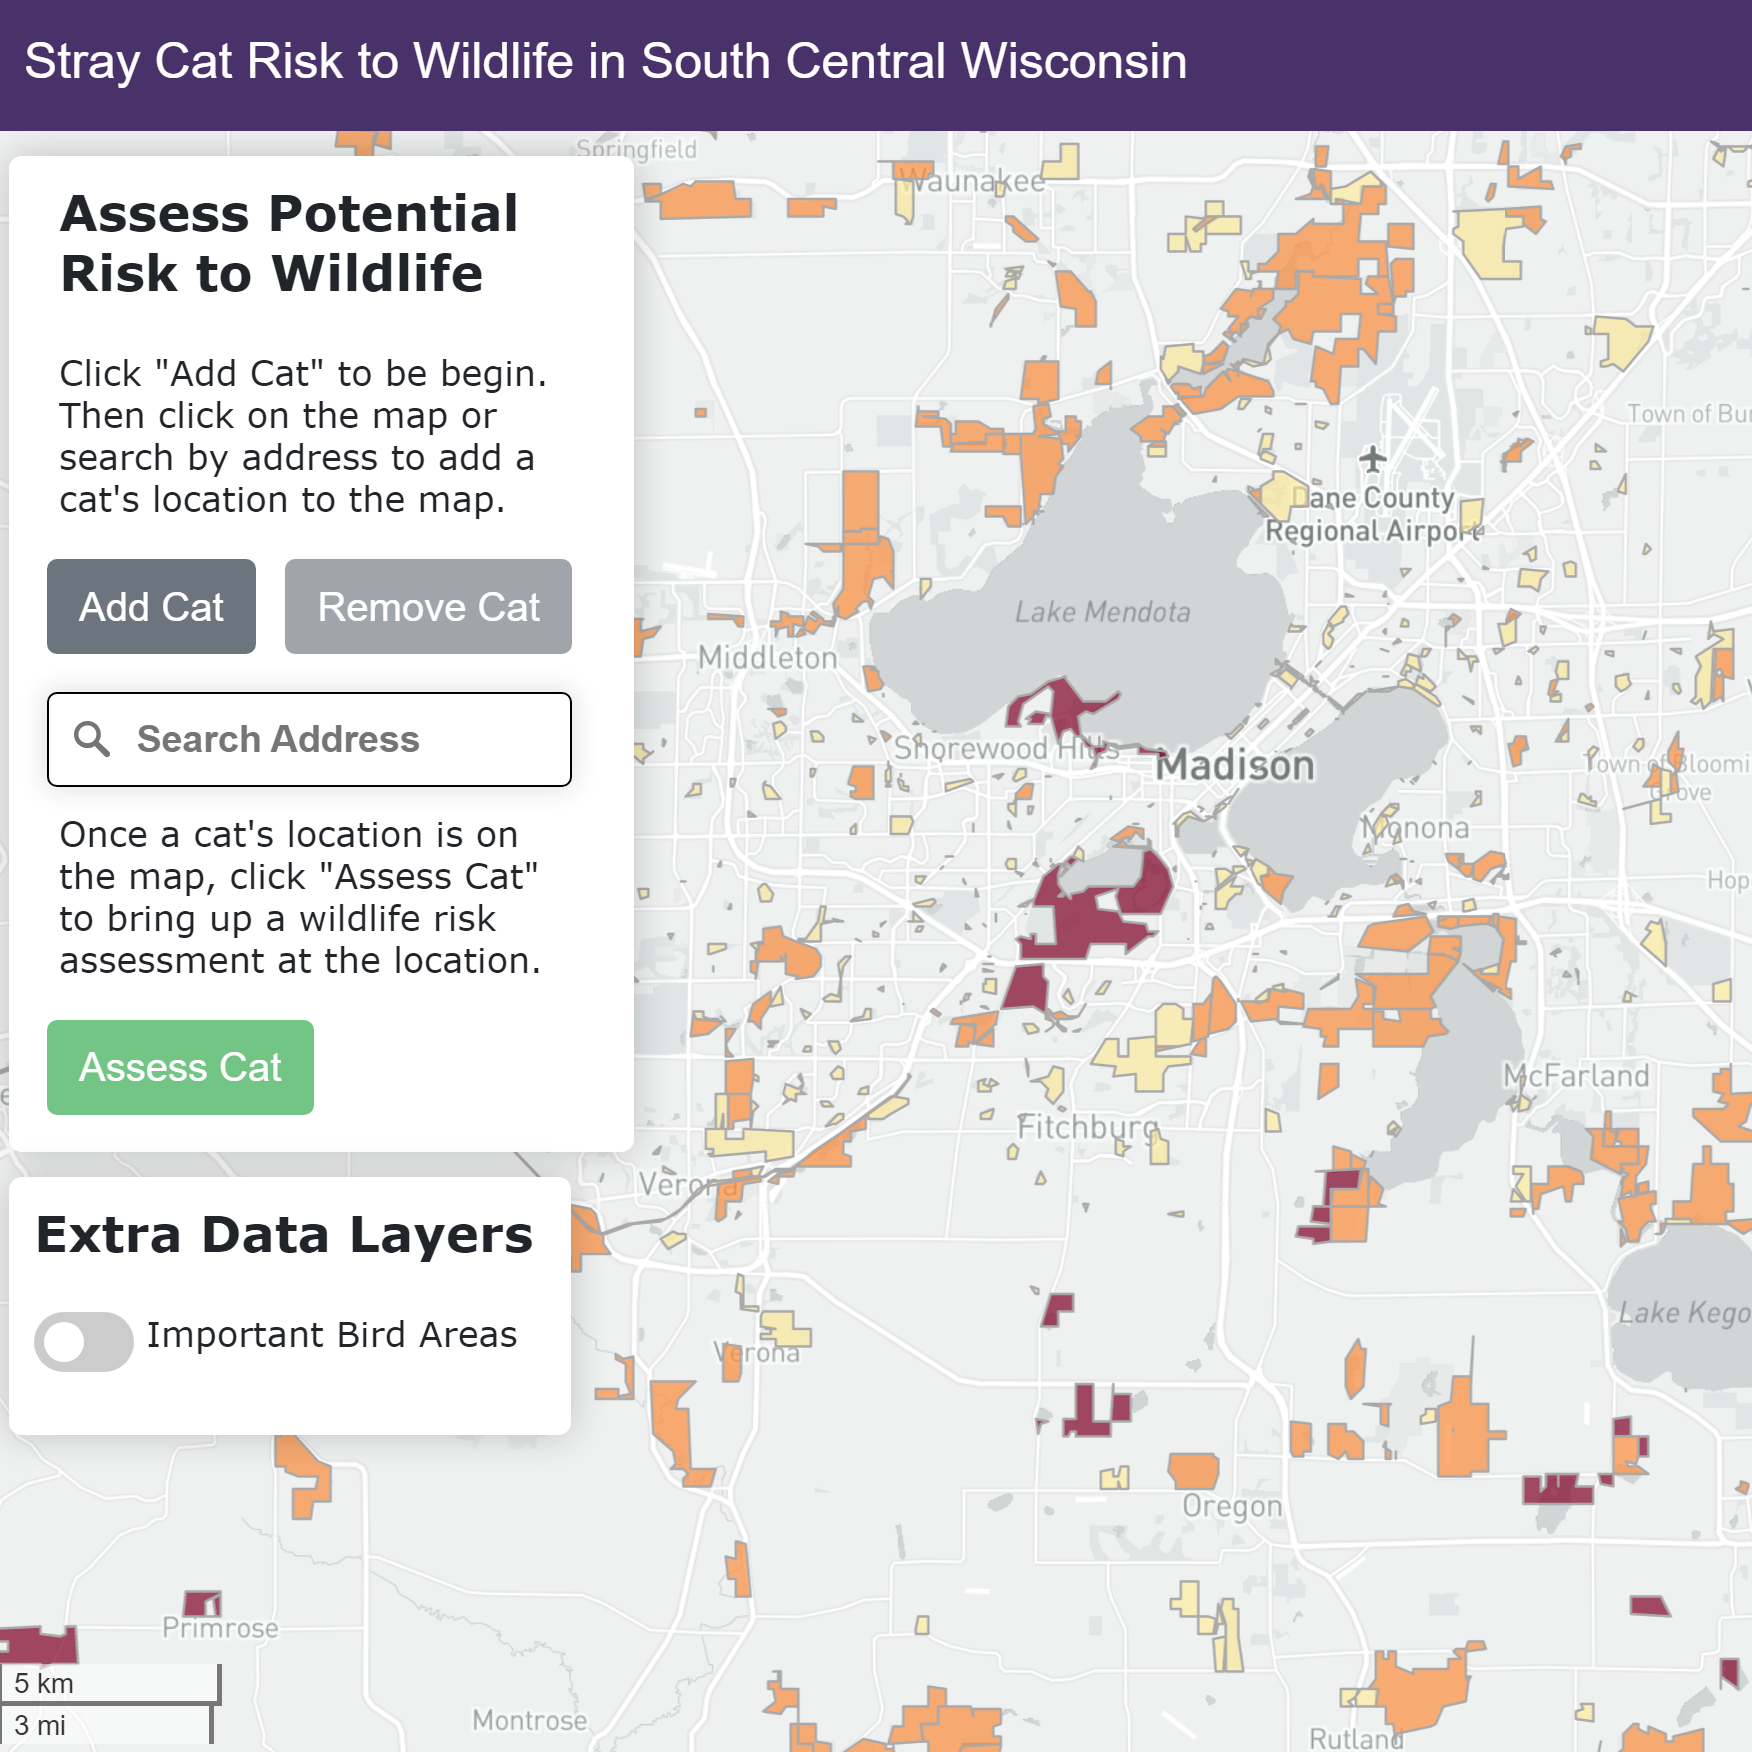 Stray Cat Risk to Wildlife in South Central Wisconsin
Assess Potential
Risk to Wildlife
Click "Add Cat" to be begin.
Then click on the map or
search by address to add a
cat's location to the map.
Add Cat
Remove Cat
Search Address
Once a cat's location is on
the map, click "Assess Cat"
to bring up a wildlife risk
assessment at the location.
Assess Cat
Extra Data Layers
Important Bird Areas
Springfield
Waunakee
Town of Bur
Dane County
Regional Airport
Lake Mendota
Middleton
Shorewood Hills
Madison
Town of Bloomi
Grove
Monona
Hop
McFarland
Fitchburg
Verona
Lake Kego
Verona
Oregon
Primrose
5 km
3 mi
Montrose
Rutland